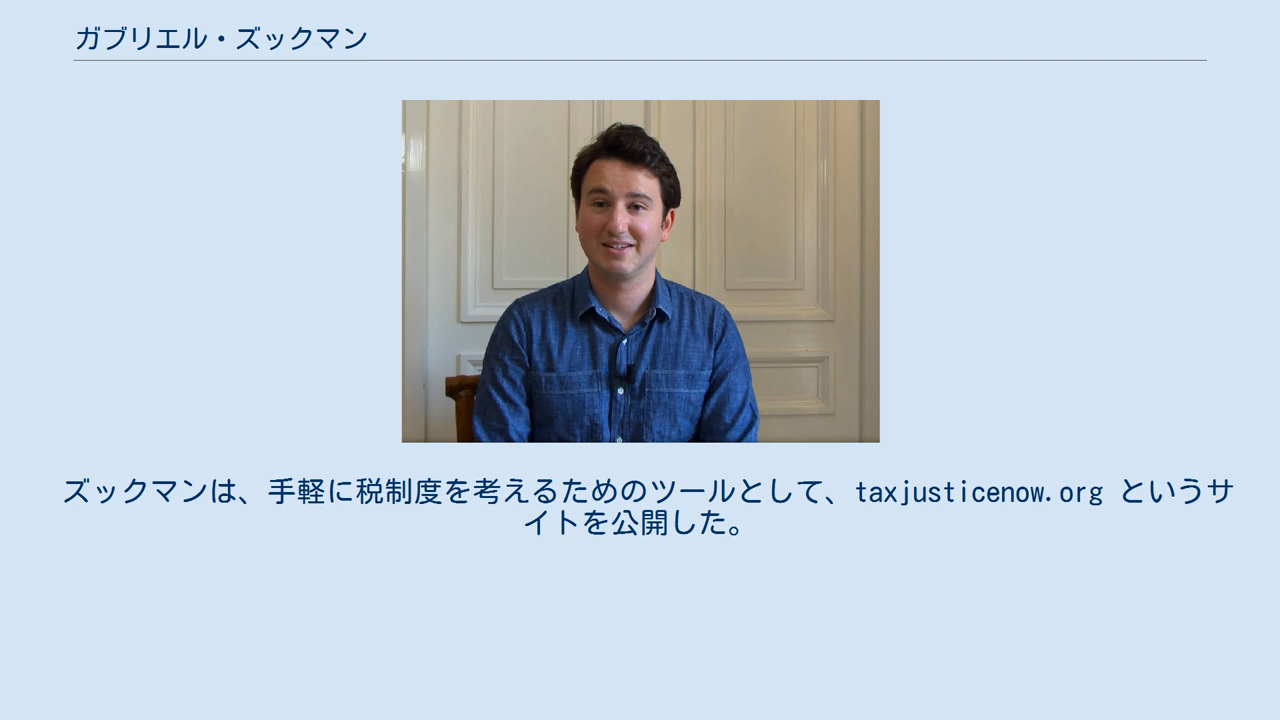 ガブリエル・ズックマン
ズックマンは、手軽に税制度を考えるためのツールとして、taxjusticenow.org というサ
イトを公開した。